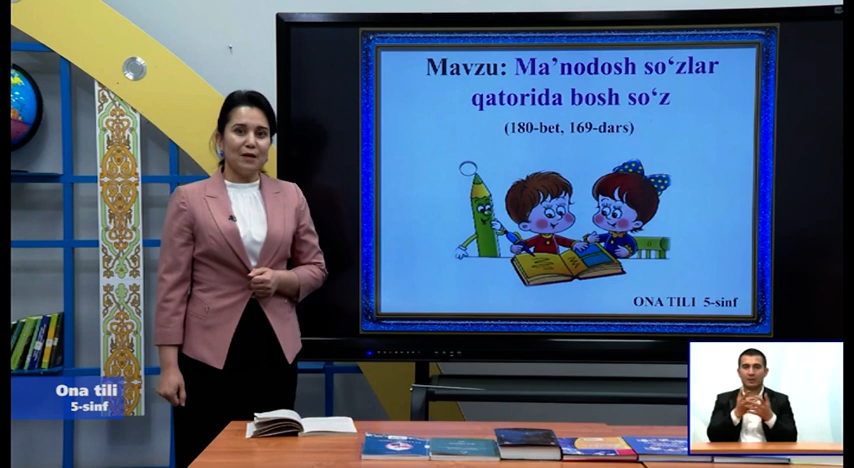 Mavzu: Ma’nodosh so‘zlar
qatorida bosh so‘z
(180-bet, 169-dars)
ONA TILI 5-sinf
Ona tili
5-sinf